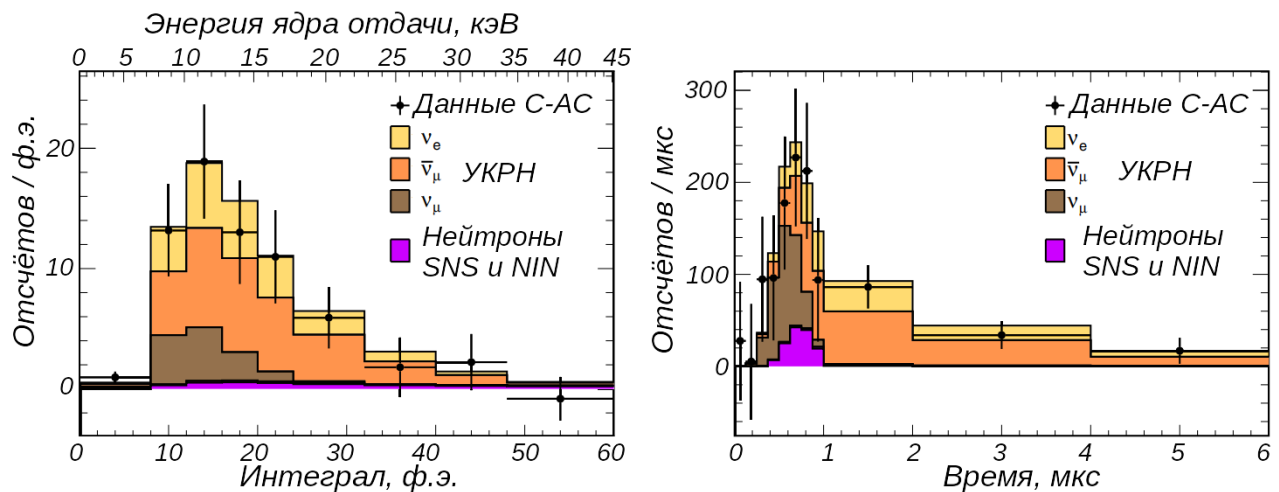 Энергия ядра отдачи, кэВ
0 5 10 15 20 25 30 35 40 45
Отсчётов / ф.э.
20
10
0
Данные C-AC
νe
ν̅μ УКРН
νμ
Нейтроны
SNS и NIN
0 10 20 30 40 50 60
Интеграл, ф.э.
Отсчётов / мкс
300
200
100
0
Данные C-AC
νe
ν̅μ УКРН
νμ
Нейтроны
SNS и NIN
0 1 2 3 4 5 6
Время, мкс